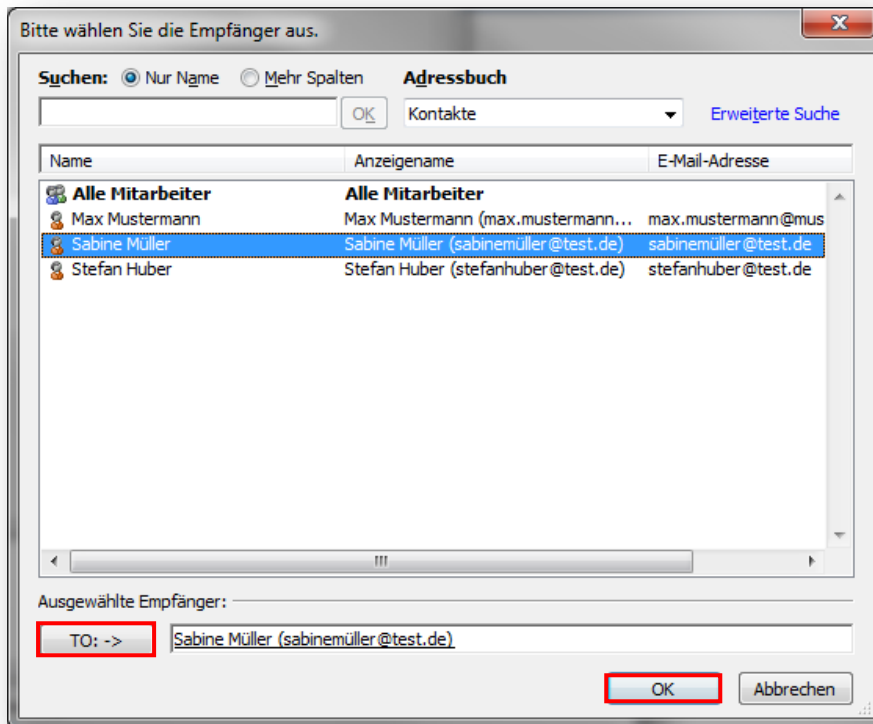 Bitte wählen Sie die Empfänger aus.
Suchen: Nur Name Mehr Spalten Adressbuch
OK Kontakte Erweiterte Suche
Name Anzeigename E-Mail-Adresse
Alle Mitarbeiter Alle Mitarbeiter
Max Mustermann Max Mustermann (max.mustermann... max.mustermann@mus
Sabine Müller Sabine Müller (sabinemüller@test.de) sabinemüller@test.de
Stefan Huber Stefan Huber (stefanhuber@test.de) stefanhuber@test.de
Ausgewählte Empfänger:
TO: -> Sabine Müller (sabinemüller@test.de)
OK Abbrechen